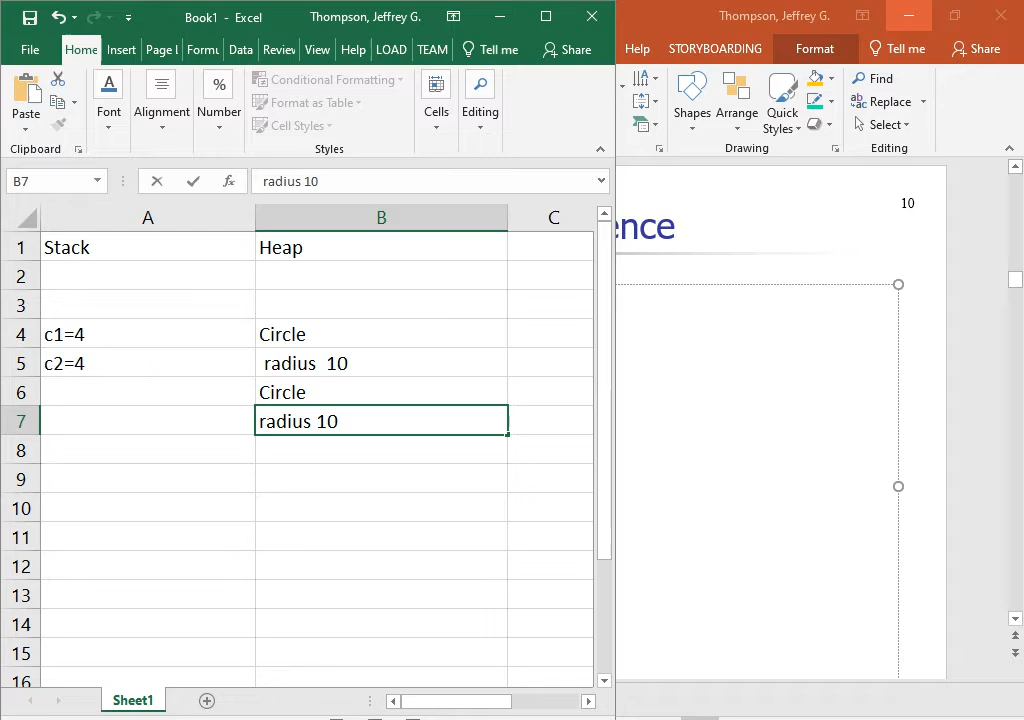 Book1 - Excel
Thompson, Jeffrey G.
File Home Insert Page l Formu Data Review View Help LOAD TEAM Tell me Share
Paste
Font
Alignment
%
Number
Conditional Formatting
Format as Table
Cell Styles
Cells
Editing
Clipboard
Styles
B7
fx
radius 10
A B C
1 Stack Heap
2
3
4 c1=4 Circle
5 c2=4 radius 10
6 Circle
7 radius 10
8
9
10
11
12
13
14
15
16
Sheet1
Thompson, Jeffrey G.
Help STORYBOARDING Format Tell me Share
Shapes
Arrange
Quick
Styles
Find
Replace
Select
Drawing
Editing
10
ence